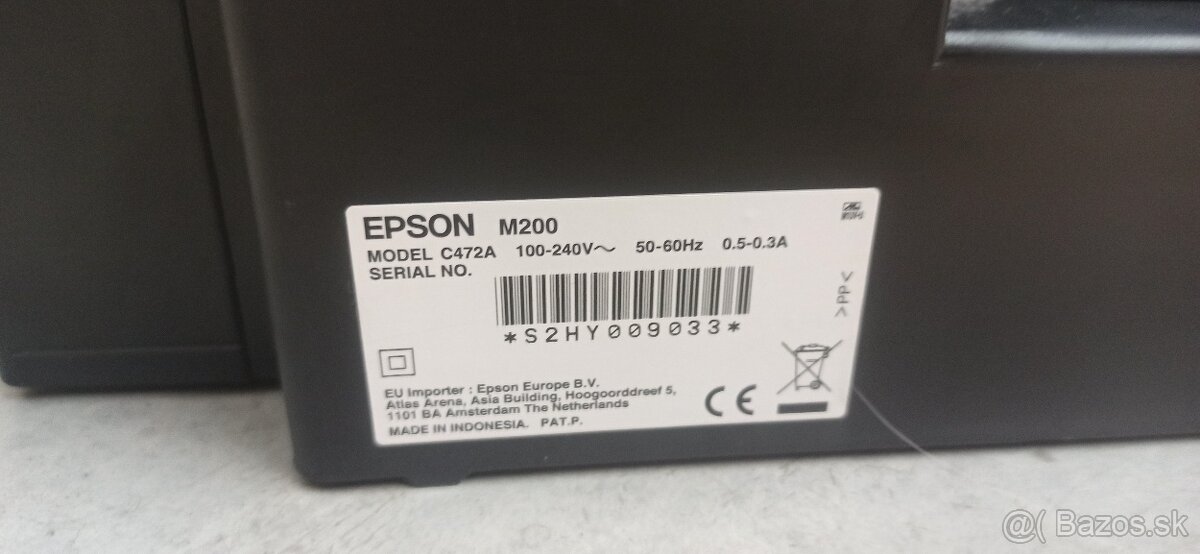 EPSON M200
MODEL C472A 100-240V～ 50-60Hz 0.5-0.3A
SERIAL NO.
*S2HY009033*
>PP<
EU Importer : Epson Europe B.V.
Atlas Arena, Asia Building, Hoogoorddreef 5,
1101 BA Amsterdam The Netherlands
MADE IN INDONESIA. PAT.P.
CE
@( Bazos.sk